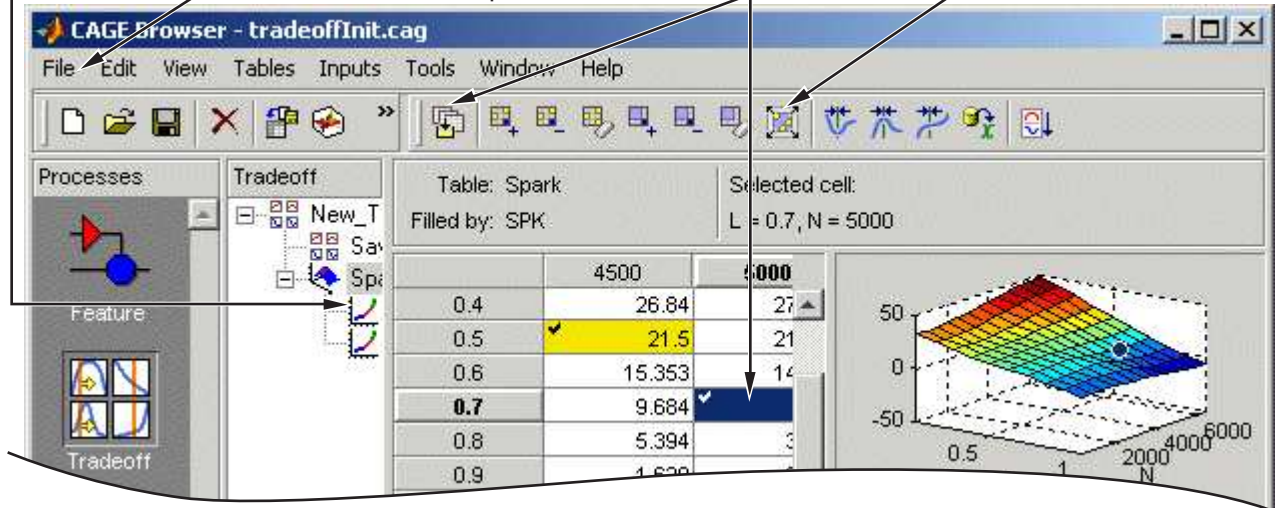 CAGE Browser - tradeoffInit.cag
File Edit View Tables Inputs Tools Window Help
»
Processes
Tradeoff
Table: Spark
Filled by: SPK
Selected cell:
L = 0.7, N = 5000
New_T
Sav
Spa
Feature
Tradeoff
4500 5000
0.4 26.84 27
0.5 21.5 21
0.6 15.353 14
0.7 9.684
0.8 5.394 3
0.9
50
0
-50
0.5
1
2000
4000
6000
N